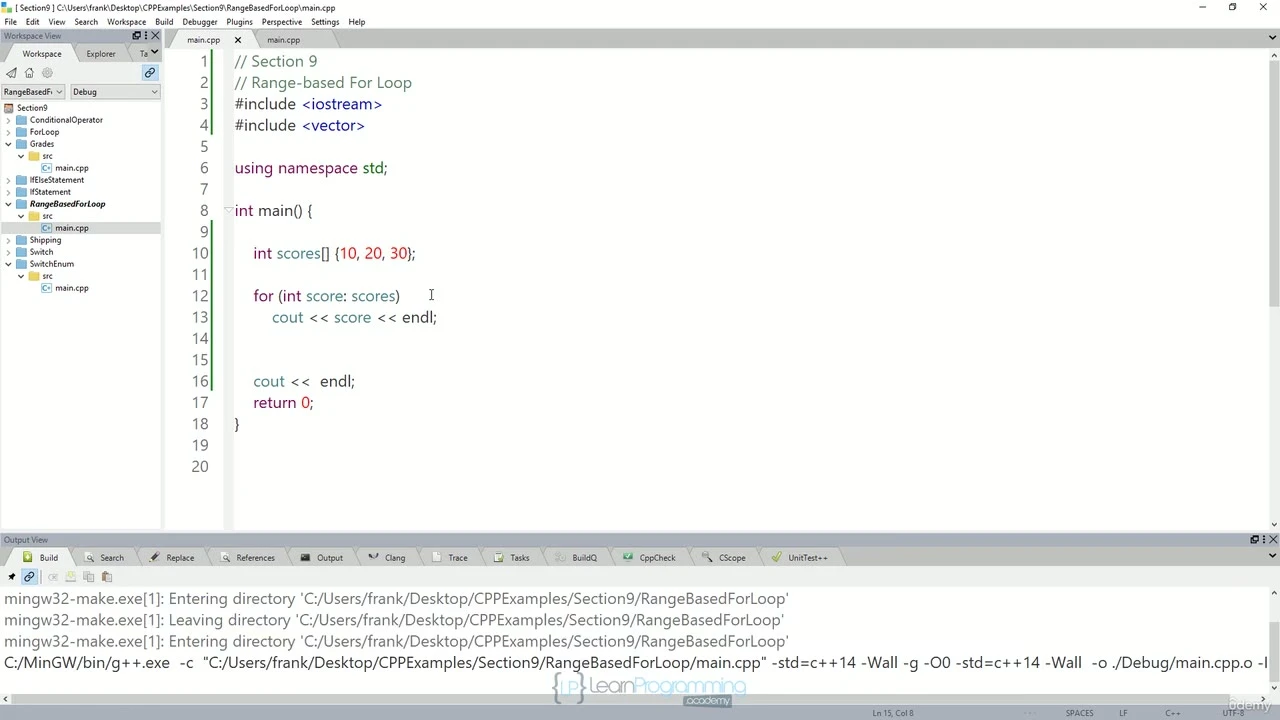 [ Section9 ] C:\Users\frank\Desktop\CPPExamples\Section9\RangeBasedForLoop\main.cpp
File Edit View Search Workspace Build Debugger Plugins Perspective Settings Help
Workspace View
Workspace Explorer Ta
RangeBasedF Debug
Section9
ConditionalOperator
ForLoop
Grades
src
main.cpp
IfElseStatement
IfStatement
RangeBasedForLoop
src
main.cpp
Shipping
Switch
SwitchEnum
src
main.cpp
main.cpp main.cpp
1 // Section 9
2 // Range-based For Loop
3 #include <iostream>
4 #include <vector>
5
6 using namespace std;
7
8 int main() {
9
10 int scores[] {10, 20, 30};
11
12 for (int score: scores)
13 cout << score << endl;
14
15
16 cout <<  endl;
17 return 0;
18 }
19
20
Output View
Build Search Replace References Output Clang Trace Tasks BuildQ CppCheck CScope UnitTest++
mingw32-make.exe[1]: Entering directory 'C:/Users/frank/Desktop/CPPExamples/Section9/RangeBasedForLoop'
mingw32-make.exe[1]: Leaving directory 'C:/Users/frank/Desktop/CPPExamples/Section9/RangeBasedForLoop'
mingw32-make.exe[1]: Entering directory 'C:/Users/frank/Desktop/CPPExamples/Section9/RangeBasedForLoop'
C:/MinGW/bin/g++.exe  -c  "C:/Users/frank/Desktop/CPPExamples/Section9/RangeBasedForLoop/main.cpp" -std=c++14 -Wall -g -O0 -std=c++14 -Wall  -o ./Debug/main.cpp.o -I
{LP} LearnProgramming
.academy
Ln 15, Col 8 SPACES LF C++ UTF-8
ûdemy